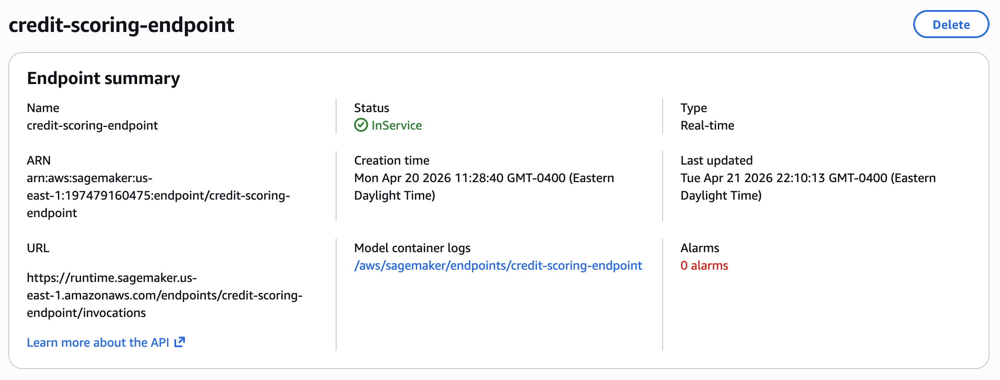 credit-scoring-endpoint
Delete
Endpoint summary
Name
credit-scoring-endpoint
Status
InService
Type
Real-time
ARN
arn:aws:sagemaker:us-
east-1:197479160475:endpoint/credit-scoring-
endpoint
Creation time
Mon Apr 20 2026 11:28:40 GMT-0400 (Eastern
Daylight Time)
Last updated
Tue Apr 21 2026 22:10:13 GMT-0400 (Eastern
Daylight Time)
URL
https://runtime.sagemaker.us-
east-1.amazonaws.com/endpoints/credit-scoring-
endpoint/invocations
Learn more about the API
Model container logs
/aws/sagemaker/endpoints/credit-scoring-endpoint
Alarms
0 alarms